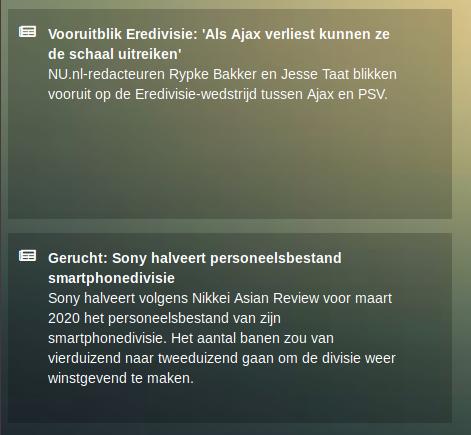 Vooruitblik Eredivisie: 'Als Ajax verliest kunnen ze
de schaal uitreiken'
NU.nl-redacteuren Rypke Bakker en Jesse Taat blikken
vooruit op de Eredivisie-wedstrijd tussen Ajax en PSV.
Gerucht: Sony halveert personeelsbestand
smartphonedivisie
Sony halveert volgens Nikkei Asian Review voor maart
2020 het personeelsbestand van zijn
smartphonedivisie. Het aantal banen zou van
vierduizend naar tweeduizend gaan om de divisie weer
winstgevend te maken.